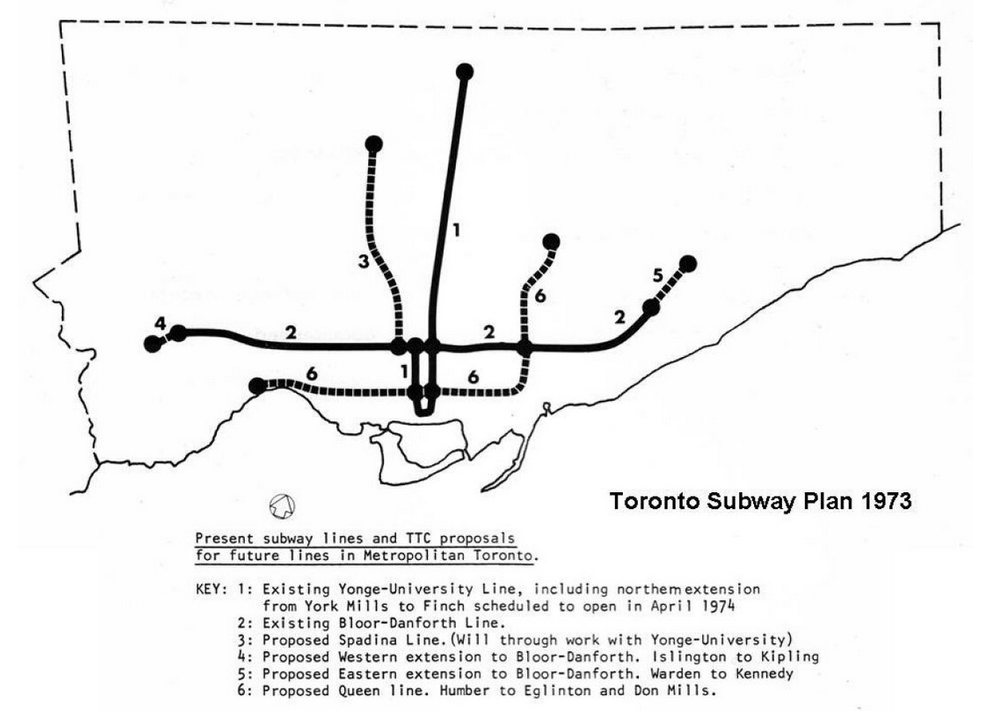 1
3
6
5
4
2
2
2
1
6
6
Toronto Subway Plan 1973
Present subway lines and TTC proposals
for future lines in Metropolitan Toronto.
KEY: 1: Existing Yonge-University Line, including northern extension
from York Mills to Finch scheduled to open in April 1974
2: Existing Bloor-Danforth Line.
3: Proposed Spadina Line.(Will through work with Yonge-University)
4: Proposed Western extension to Bloor-Danforth. Islington to Kipling
5: Proposed Eastern extension to Bloor-Danforth. Warden to Kennedy
6: Proposed Queen line. Humber to Eglinton and Don Mills.